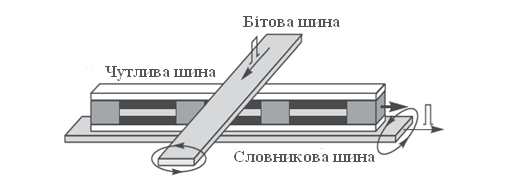 Бітова шина
Чутлива шина
Словникова шина